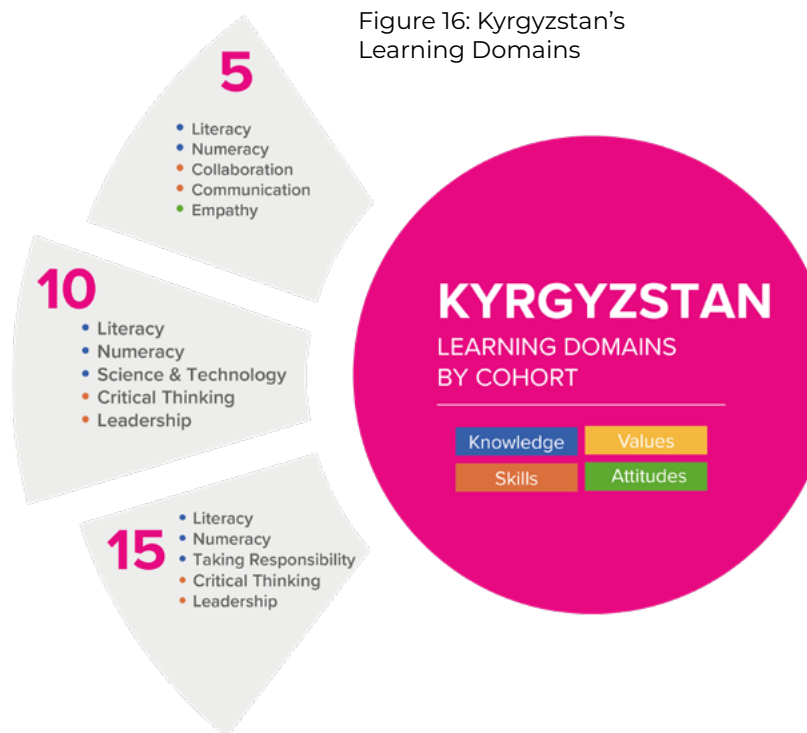 Figure 16: Kyrgyzstan's
Learning Domains
5
Literacy
Numeracy
Collaboration
Communication
Empathy
10
Literacy
Numeracy
Science & Technology
Critical Thinking
Leadership
15
Literacy
Numeracy
Taking Responsibility
Critical Thinking
Leadership
KYRGYZSTAN
LEARNING DOMAINS
BY COHORT
Knowledge
Values
Skills
Attitudes